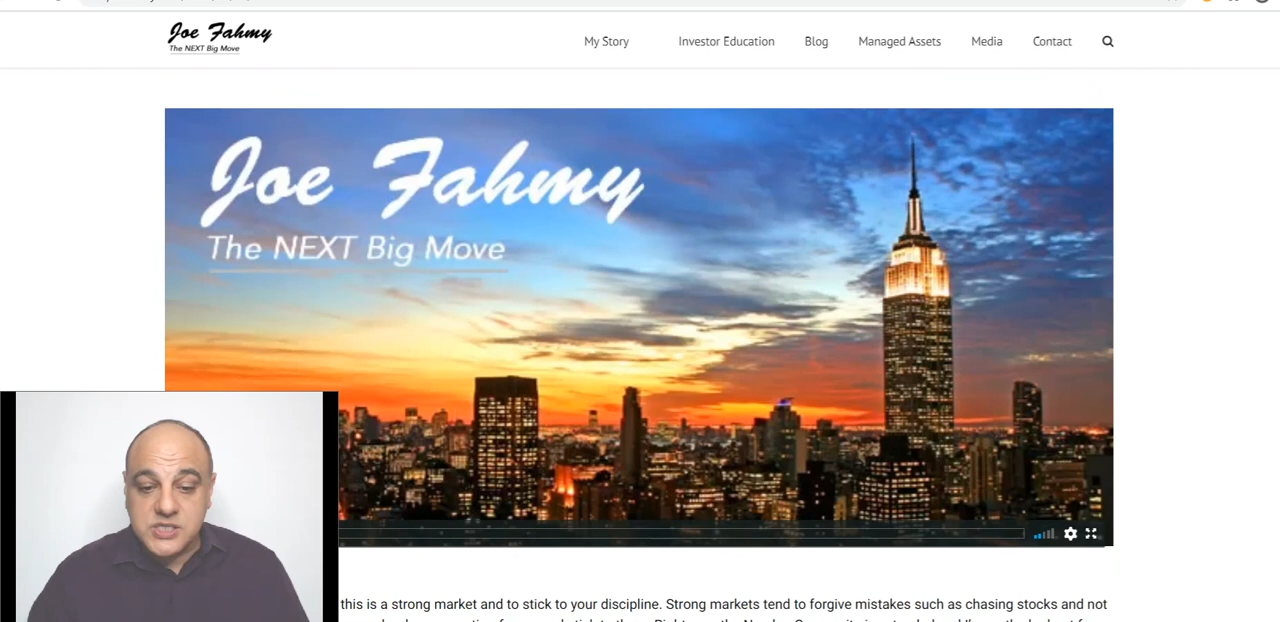 Joe Fahmy
The NEXT Big Move
My Story
Investor Education
Blog
Managed Assets
Media
Contact
Joe Fahmy
The NEXT Big Move
this is a strong market and to stick to your discipline. Strong markets tend to forgive mistakes such as chasing stocks and not